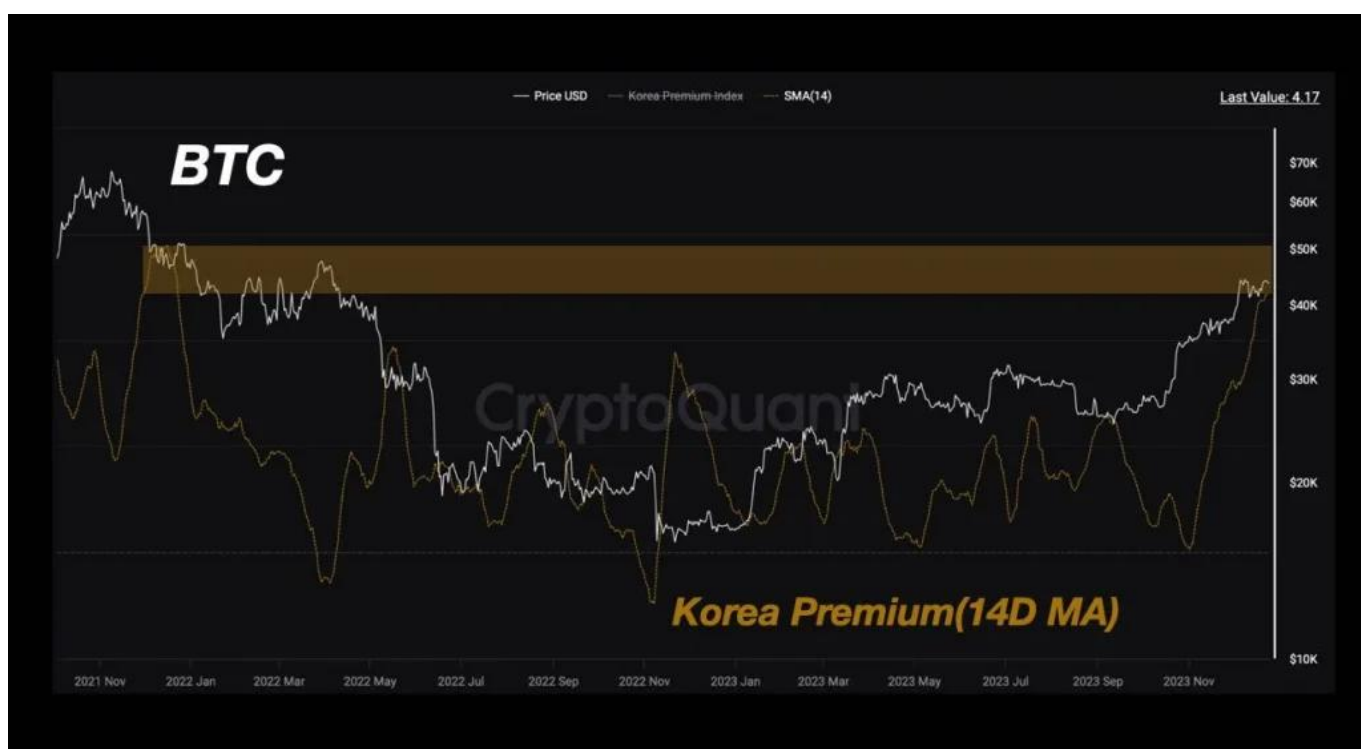 Price USD Korea Premium Index SMA(14)
Last Value: 4.17
BTC
$70K
$60K
$50K
$40K
$30K
CryptoQuant
$20K
Korea Premium(14D MA)
$10K
2021 Nov 2022 Jan 2022 Mar 2022 May 2022 Jul 2022 Sep 2022 Nov 2023 Jan 2023 Mar 2023 May 2023 Jul 2023 Sep 2023 Nov